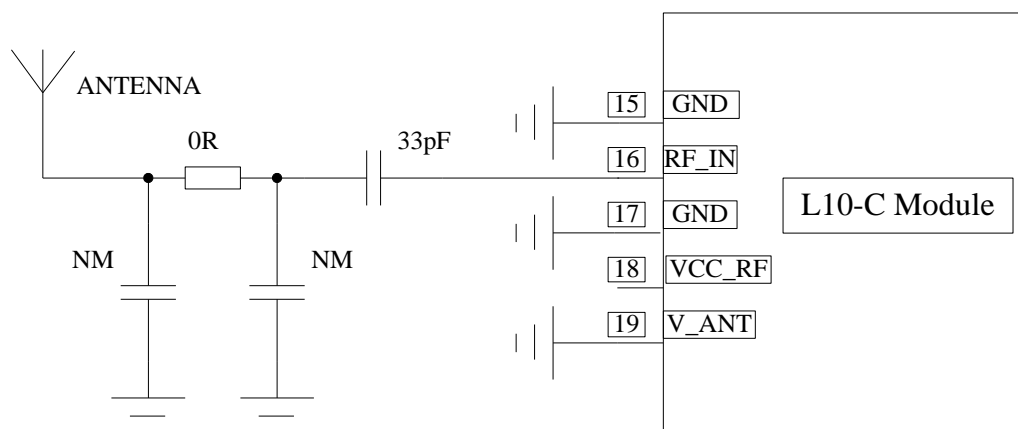 ANTENNA
0R
33pF
NM
NM
15 GND
16 RF_IN
17 GND
18 VCC_RF
19 V_ANT
L10-C Module